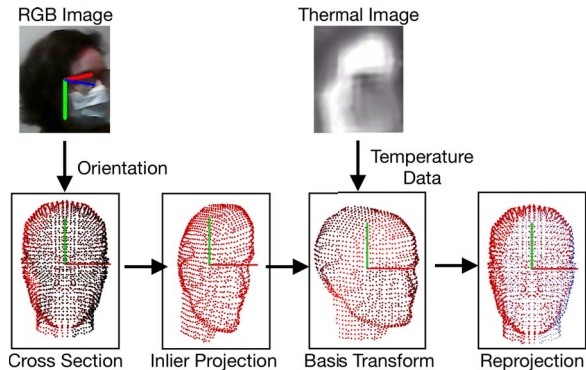 RGB Image
Thermal Image
Orientation
Temperature
Data
Cross Section
Inlier Projection
Basis Transform
Reprojection